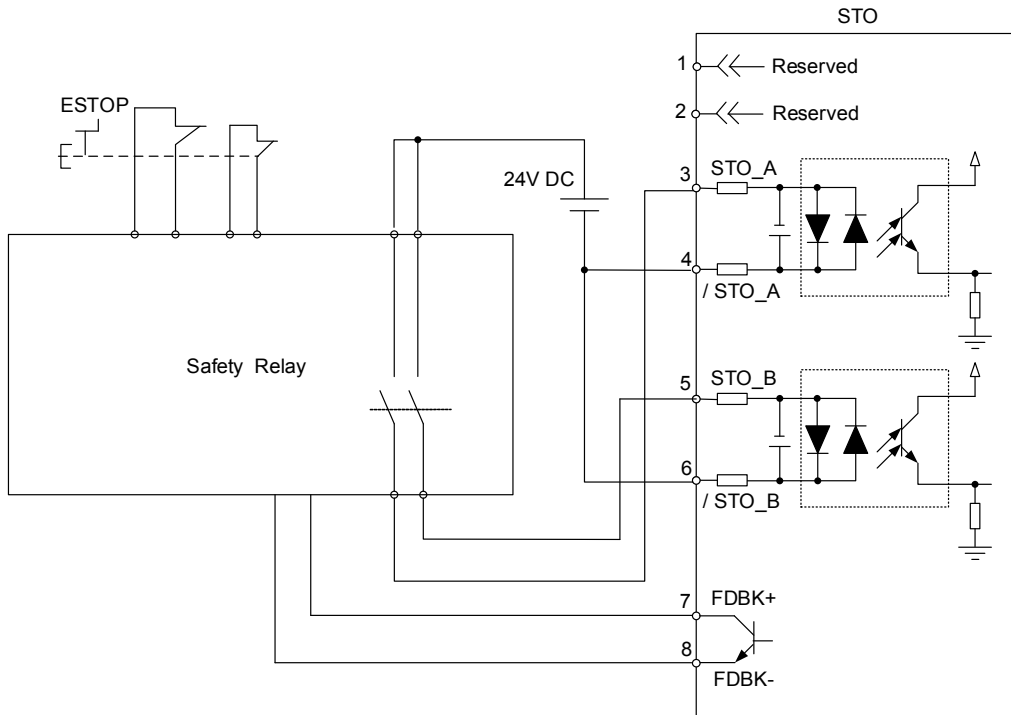 STO
1 Reserved
2 Reserved
ESTOP
24V DC
3 STO_A
4
/ STO_A
Safety Relay
5 STO_B
6
/ STO_B
7 FDBK+
8
FDBK-